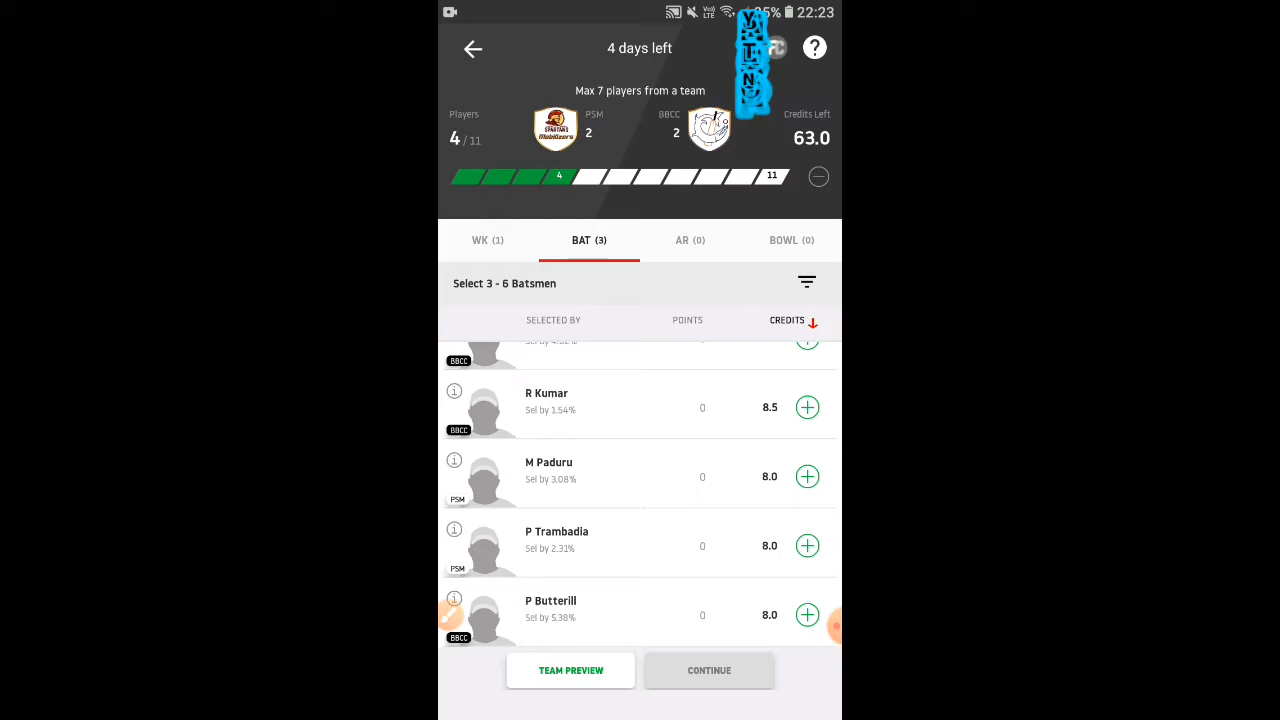 35% 22:23
4 days left
?
Max 7 players from a team
Players PSM BBCC Credits Left
4 / 11 2 2 63.0
SPARTANS
Mobilizers
4 11
WK (1) BAT (3) AR (0) BOWL (0)
Select 3 - 6 Batsmen
SELECTED BY POINTS CREDITS
BBCC
R Kumar
Sel by 1.54% 0 8.5
BBCC
M Paduru
Sel by 3.08% 0 8.0
PSM
P Trambadia
Sel by 2.31% 0 8.0
PSM
P Butterill
Sel by 5.38% 0 8.0
BBCC
TEAM PREVIEW CONTINUE